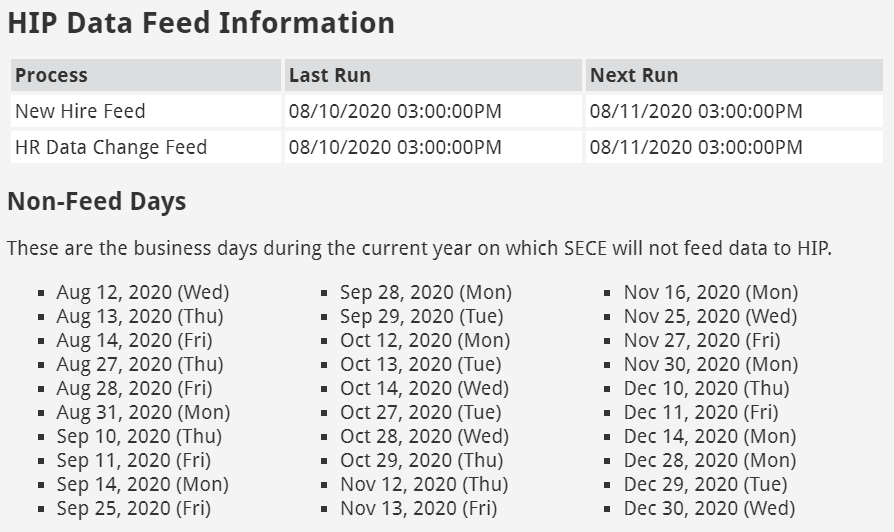 HIP Data Feed Information
Process Last Run Next Run
New Hire Feed 08/10/2020 03:00:00PM 08/11/2020 03:00:00PM
HR Data Change Feed 08/10/2020 03:00:00PM 08/11/2020 03:00:00PM
Non-Feed Days
These are the business days during the current year on which SECE will not feed data to HIP.
Aug 12, 2020 (Wed)
Aug 13, 2020 (Thu)
Aug 14, 2020 (Fri)
Aug 27, 2020 (Thu)
Aug 28, 2020 (Fri)
Aug 31, 2020 (Mon)
Sep 10, 2020 (Thu)
Sep 11, 2020 (Fri)
Sep 14, 2020 (Mon)
Sep 25, 2020 (Fri)
Sep 28, 2020 (Mon)
Sep 29, 2020 (Tue)
Oct 12, 2020 (Mon)
Oct 13, 2020 (Tue)
Oct 14, 2020 (Wed)
Oct 27, 2020 (Tue)
Oct 28, 2020 (Wed)
Oct 29, 2020 (Thu)
Nov 12, 2020 (Thu)
Nov 13, 2020 (Fri)
Nov 16, 2020 (Mon)
Nov 25, 2020 (Wed)
Nov 27, 2020 (Fri)
Nov 30, 2020 (Mon)
Dec 10, 2020 (Thu)
Dec 11, 2020 (Fri)
Dec 14, 2020 (Mon)
Dec 28, 2020 (Mon)
Dec 29, 2020 (Tue)
Dec 30, 2020 (Wed)